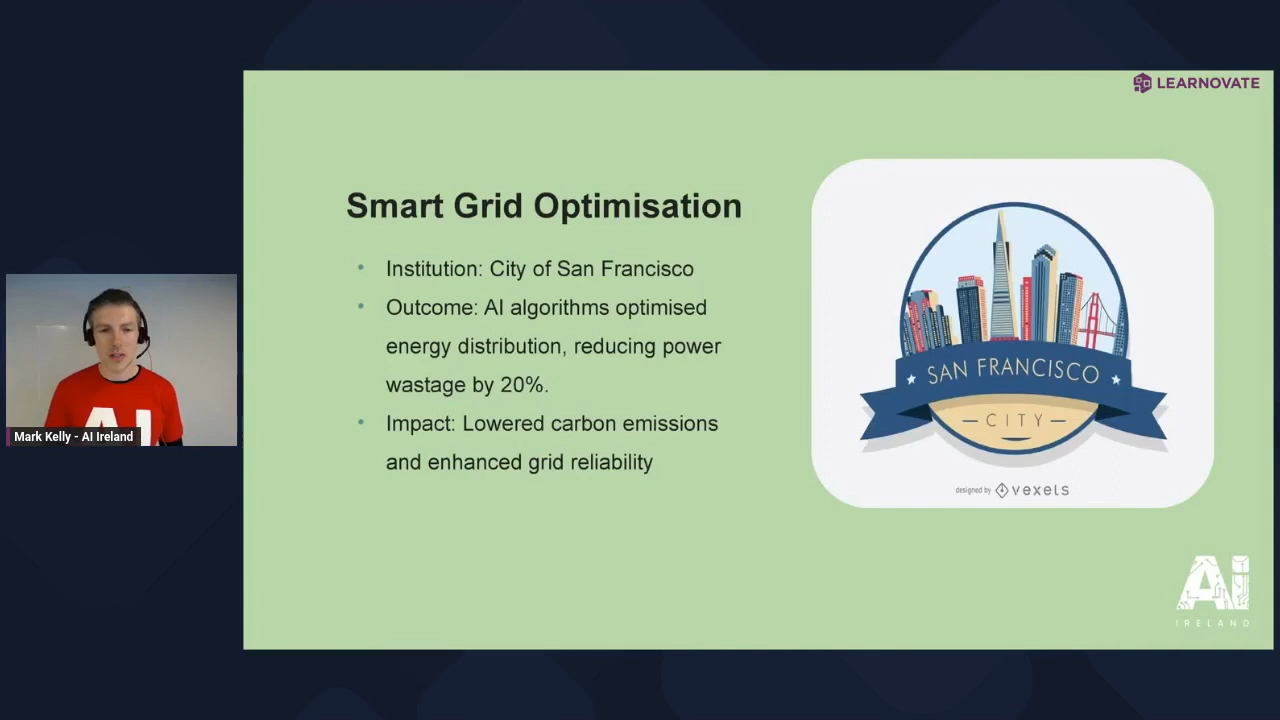 LEARNOVATE
Smart Grid Optimisation
• Institution: City of San Francisco
• Outcome: AI algorithms optimised
energy distribution, reducing power
wastage by 20%.
• Impact: Lowered carbon emissions
and enhanced grid reliability
SAN FRANCISCO
CITY
designed by vexels
AI
Mark Kelly - AI Ireland
Ai
IRELAND